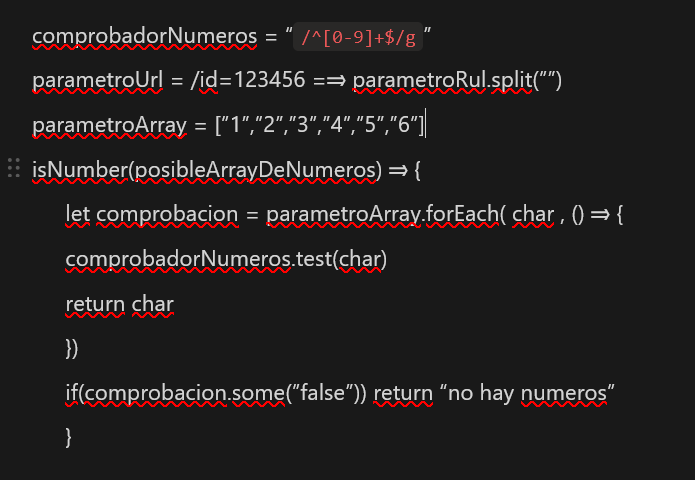 comprobadorNumeros = “ /^[0-9]+$/g ”
parametroUrl = /id=123456 ==⇒ parametroRul.split(“”)
parametroArray = [”1”,”2”,”3”,”4”,”5”,”6”]
isNumber(posibleArrayDeNumeros) ⇒ {
let comprobacion = parametroArray.forEach( char , () ⇒ {
comprobadorNumeros.test(char)
return char
})
if(comprobacion.some(”false”)) return “no hay numeros”
}